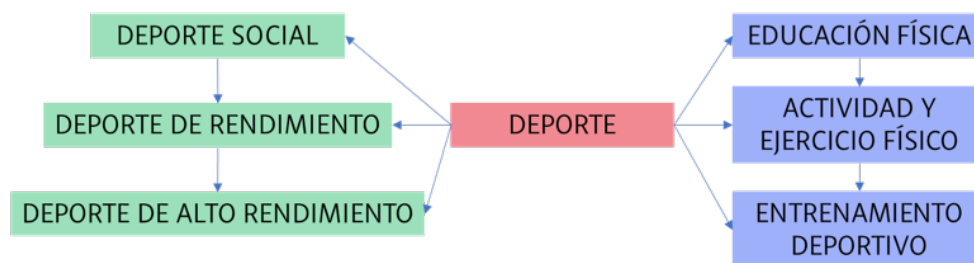 DEPORTE SOCIAL
DEPORTE DE RENDIMIENTO
DEPORTE DE ALTO RENDIMIENTO
DEPORTE
EDUCACIÓN FÍSICA
ACTIVIDAD Y
EJERCICIO FÍSICO
ENTRENAMIENTO
DEPORTIVO